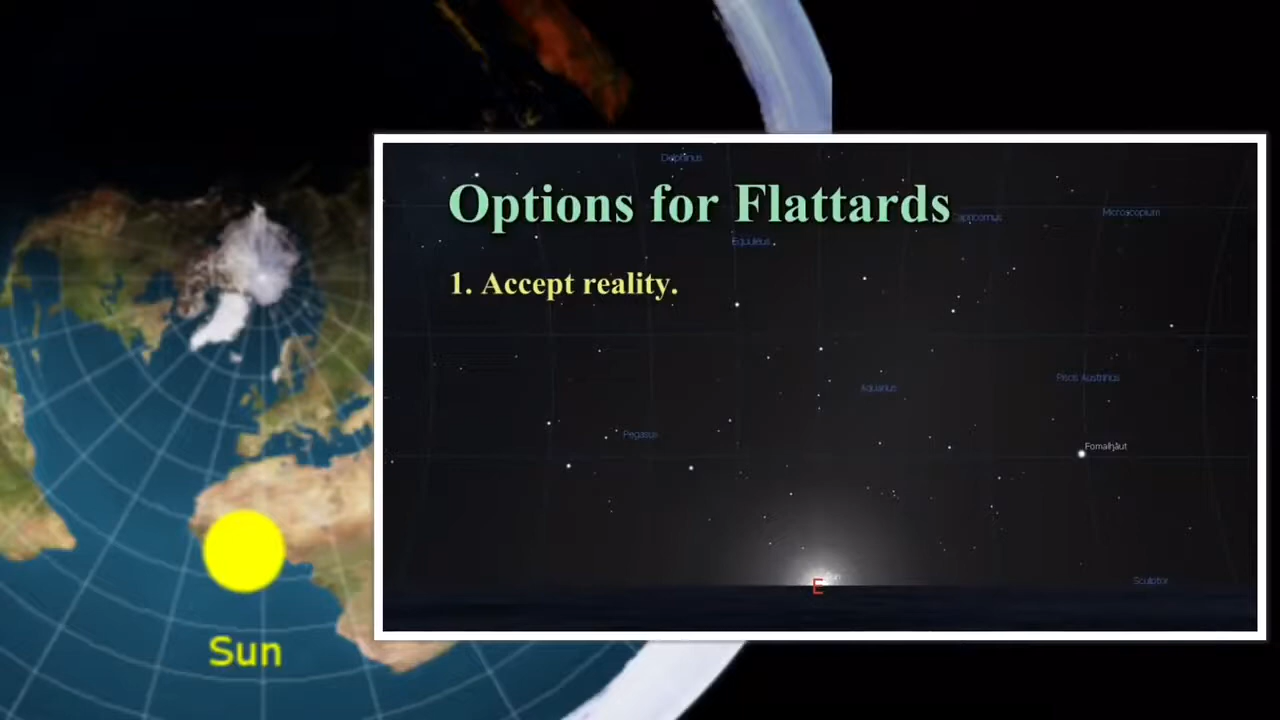 Delphinus
Options for Flattards
Capricornus
Microscopium
Equuleus
1. Accept reality.
Piscis Austrinus
Aquarius
Pegasus
Fomalhaut
Sculptor
E
Sun